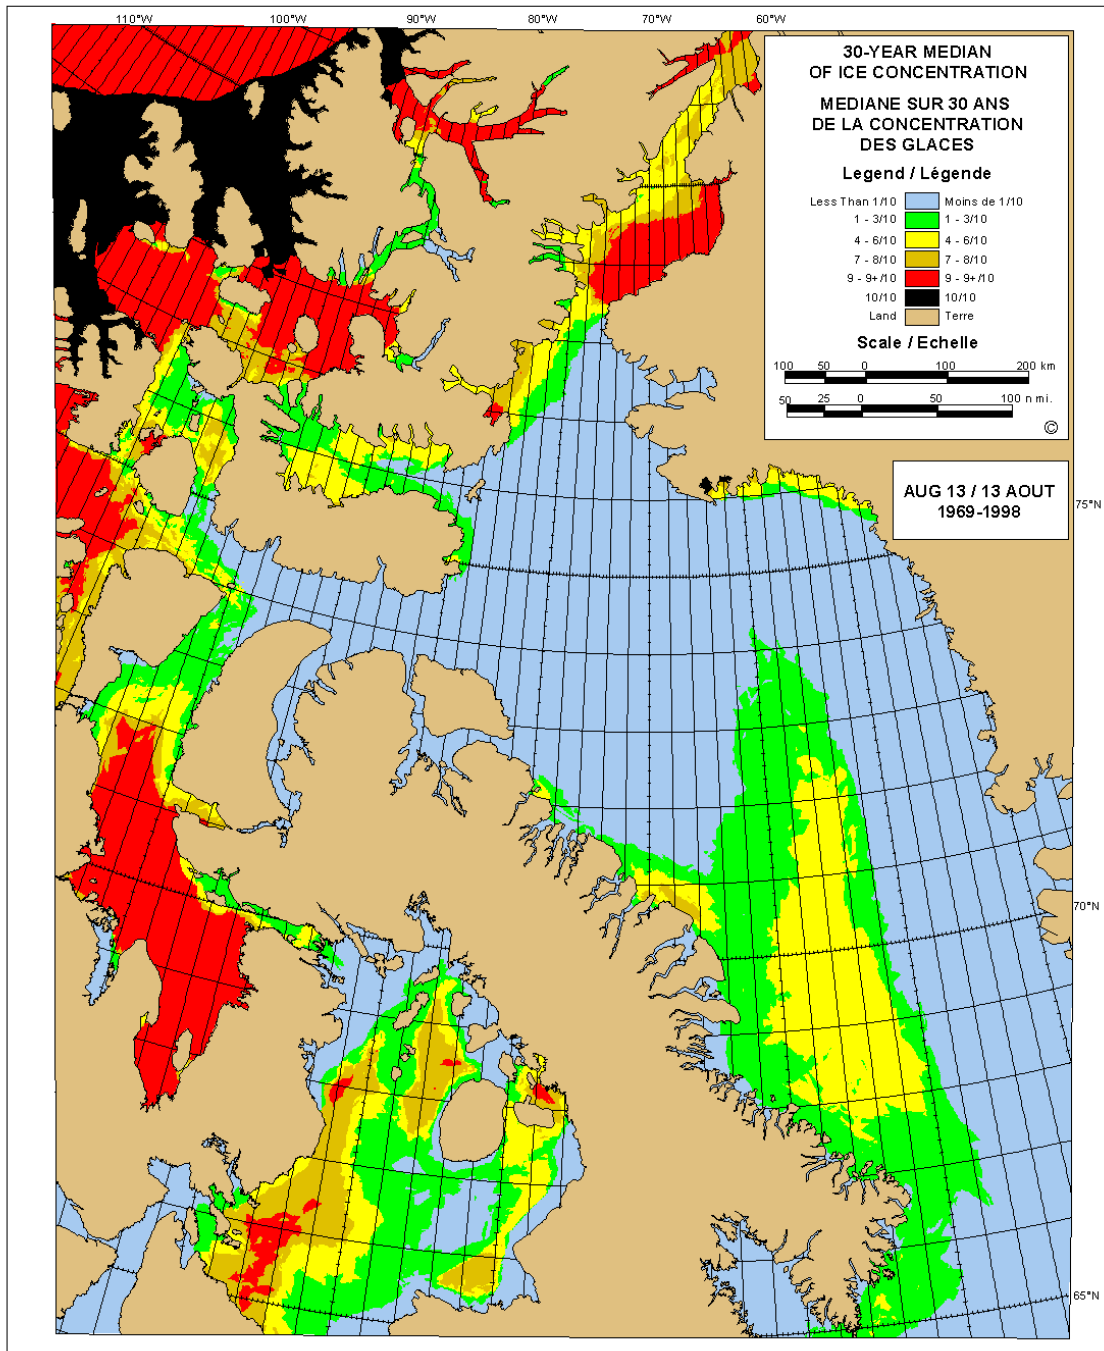 110°W 100°W 90°W 80°W 70°W 60°W
30-YEAR MEDIAN
OF ICE CONCENTRATION
MEDIANE SUR 30 ANS
DE LA CONCENTRATION
DES GLACES
Legend / Légende
Less Than 1/10 Moins de 1/10
1 - 3/10 1 - 3/10
4 - 6/10 4 - 6/10
7 - 8/10 7 - 8/10
9 - 9+/10 9 - 9+/10
10/10 10/10
Land Terre
Scale / Echelle
100 50 0 100 200 km
50 25 0 50 100 n mi.
©
AUG 13 / 13 AOUT
1969-1998
75°N
70°N
65°N